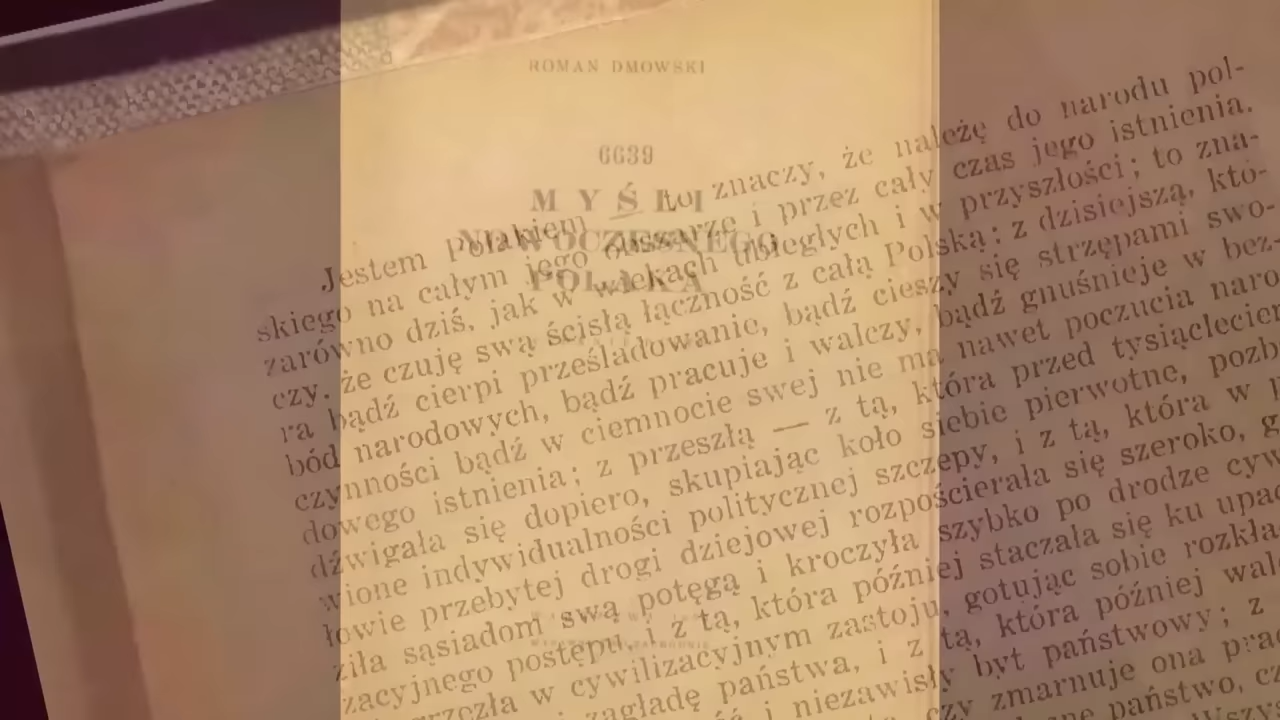 ROMAN DMOWSKI
6639
MYŚLI
NOWOCZESNEGO
POLAKA
Jestem Polakiem — to znaczy, że należę do narodu pol-
skiego na całym jego obszarze i przez cały czas jego istnienia,
zarówno dziś, jak w wiekach ubiegłych i w przyszłości; to zna-
czy, że czuję swą ścisłą łączność z całą Polską: z dzisiejszą, któ-
ra bądź cierpi prześladowanie, bądź cieszy się strzępami swo-
bód narodowych, bądź pracuje i walczy, bądź gnuśnieje w bez-
czynności bądź w ciemnocie swej nie ma nawet poczucia naro
dowego istnienia; z przeszłą — z tą, która przed tysiącleciem
dźwigała się dopiero, skupiając koło siebie pierwotne, pozb
wione indywidualności politycznej szczepy, i z tą, która w p
łowie przebytej drogi dziejowej rozpościerała się szeroko, g
ziła sąsiadom swą potęgą i kroczyła szybko po drodze cyw
zacyjnego postępu, i z tą, która później staczała się ku upad
w cywilizacyjnym zastoju, gotując sobie rozkła
zagładę państwa, i z tą, która później wal
i niezawisły byt państwowy; z
czy zmarnuje ona pra
państwo, cz